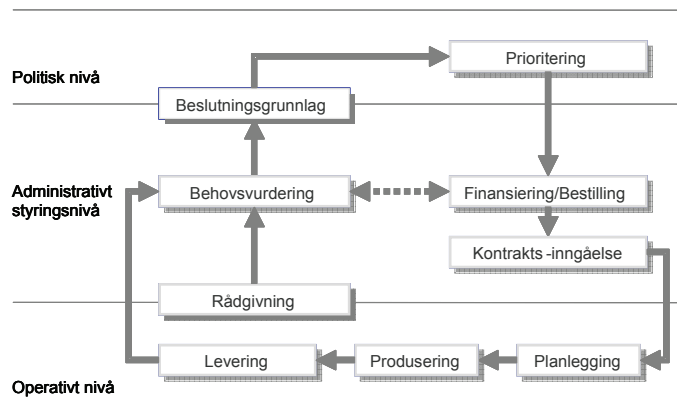 Prioritering
Politisk nivå
Beslutningsgrunnlag
Administrativt
styringsnivå
Behovsvurdering
Finansiering/Bestilling
Kontrakts -inngåelse
Rådgivning
Levering
Produsering
Planlegging
Operativt nivå